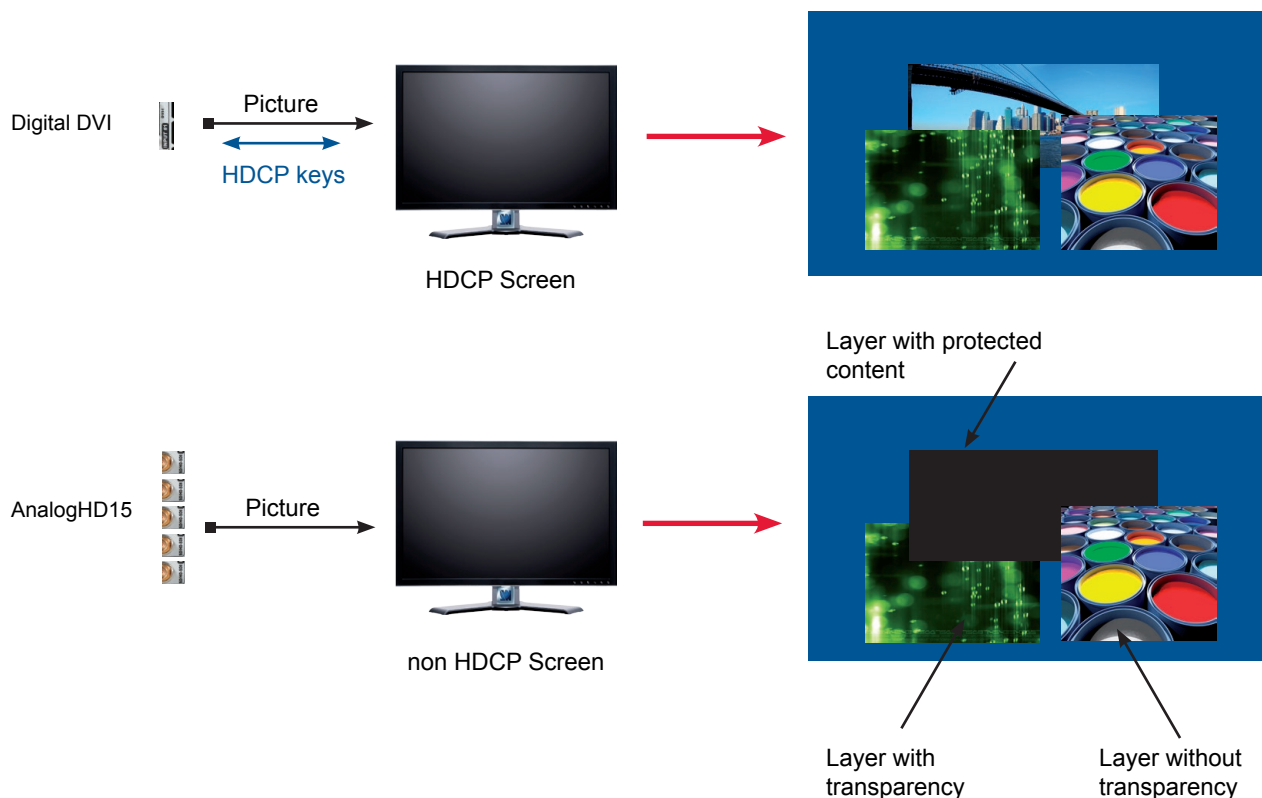 Digital DVI
Picture
HDCP keys
HDCP Screen
Layer with protected
content
AnalogHD15
Picture
non HDCP Screen
Layer with
transparency
Layer without
transparency